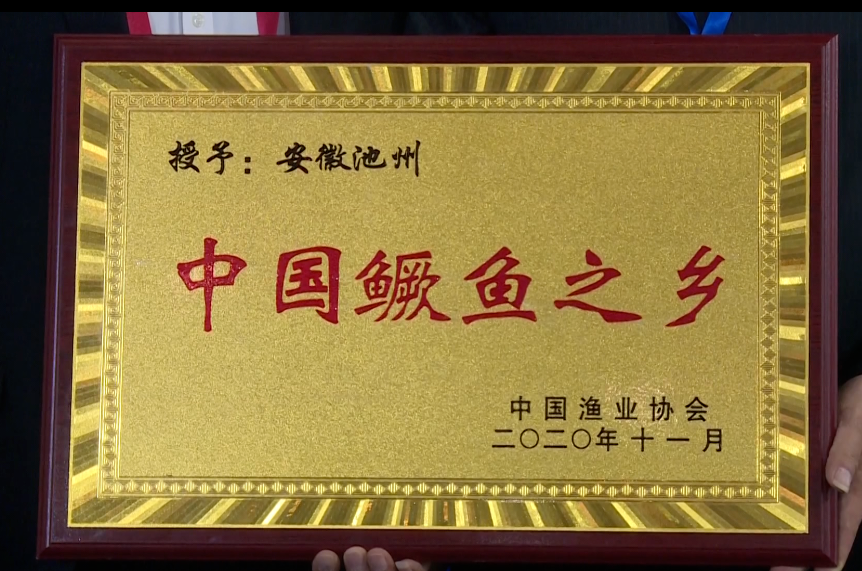 授予：安徽池州
中国鳜鱼之乡
中国渔业协会
二〇二〇年十一月